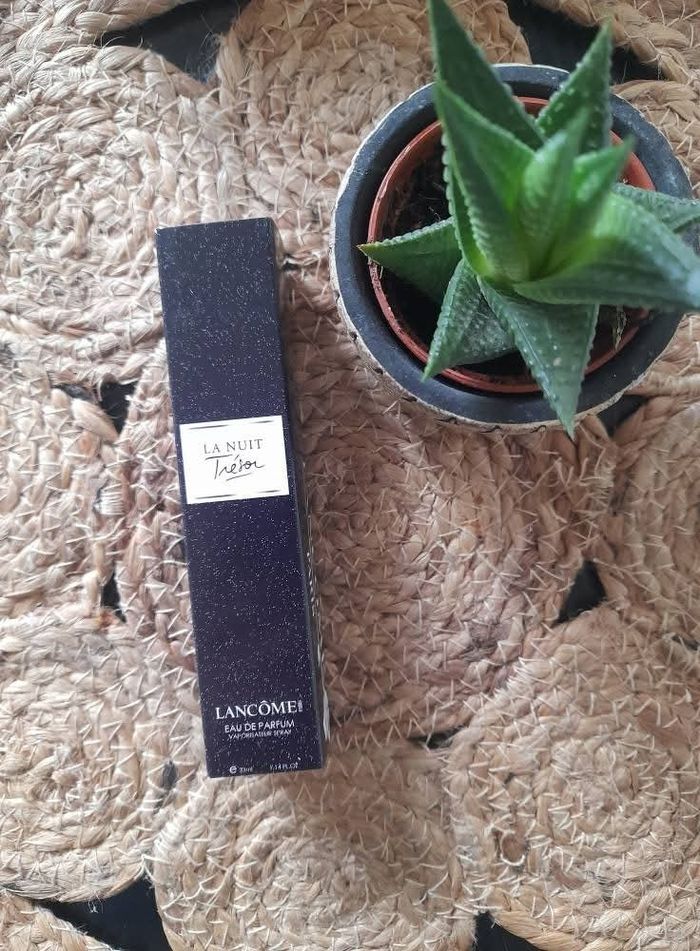 LA NUIT
Trésor
LANCÔME
EAU DE PARFUM
VAPORISATEUR SPRAY